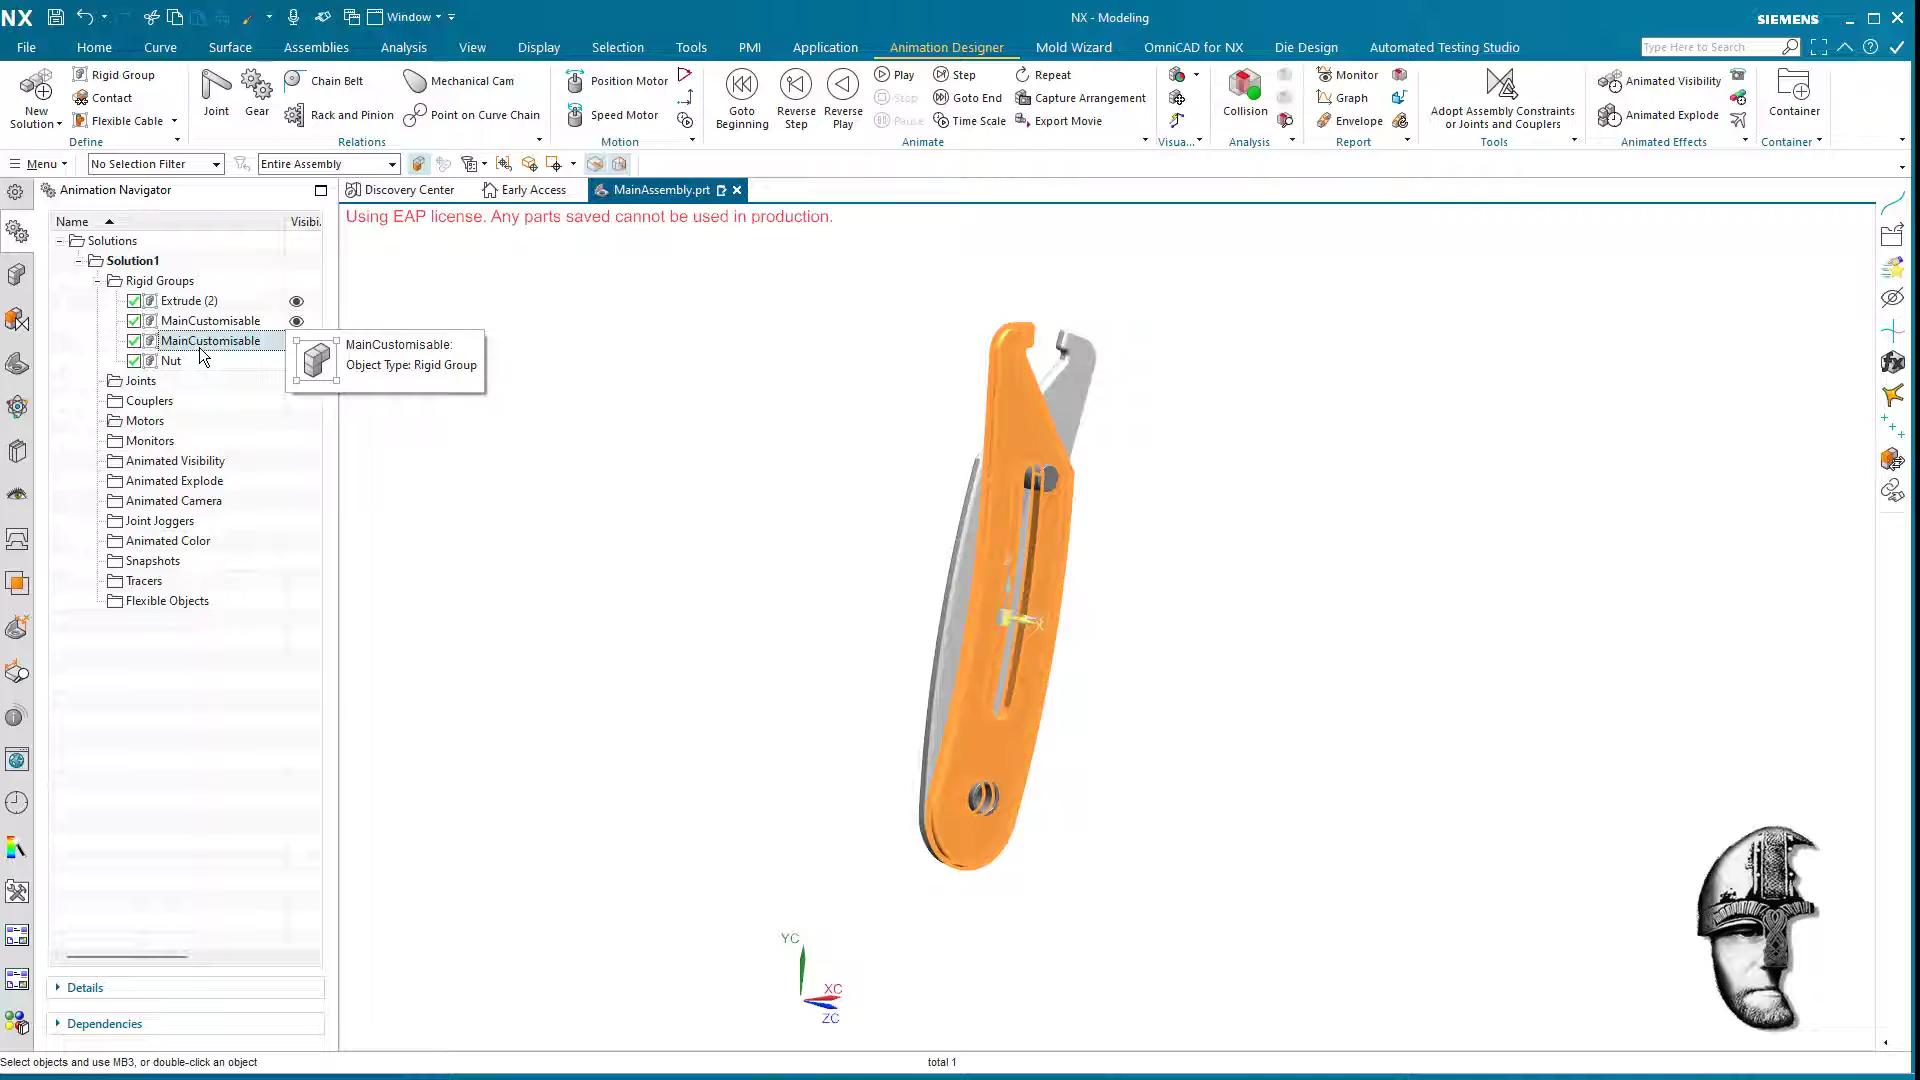 NX
Window
NX - Modeling
SIEMENS
File
Home
Curve
Surface
Assemblies
Analysis
View
Display
Selection
Tools
PMI
Application
Animation Designer
Mold Wizard
OmniCAD for NX
Die Design
Automated Testing Studio
Type Here to Search
New
Solution
Rigid Group
Contact
Flexible Cable
Define
Joint
Gear
Chain Belt
Rack and Pinion
Mechanical Cam
Point on Curve Chain
Relations
Position Motor
Speed Motor
Motion
Goto
Beginning
Reverse
Step
Reverse
Play
Play
Stop
Pause
Step
Goto End
Time Scale
Repeat
Capture Arrangement
Export Movie
Animate
Visua...
Collision
Analysis
Monitor
Graph
Envelope
Report
Adopt Assembly Constraints
or Joints and Couplers
Tools
Animated Visibility
Animated Explode
Animated Effects
Container
Container
Menu
No Selection Filter
Entire Assembly
Animation Navigator
Discovery Center
Early Access
MainAssembly.prt
Using EAP license. Any parts saved cannot be used in production.
Name
Visibi.
Solutions
Solution1
Rigid Groups
Extrude (2)
MainCustomisable
MainCustomisable
Nut
Joints
Couplers
Motors
Monitors
Animated Visibility
Animated Explode
Animated Camera
Joint Joggers
Animated Color
Snapshots
Tracers
Flexible Objects
MainCustomisable:
Object Type: Rigid Group
X
YC
XC
ZC
Details
Dependencies
Select objects and use MB3, or double-click an object
total 1